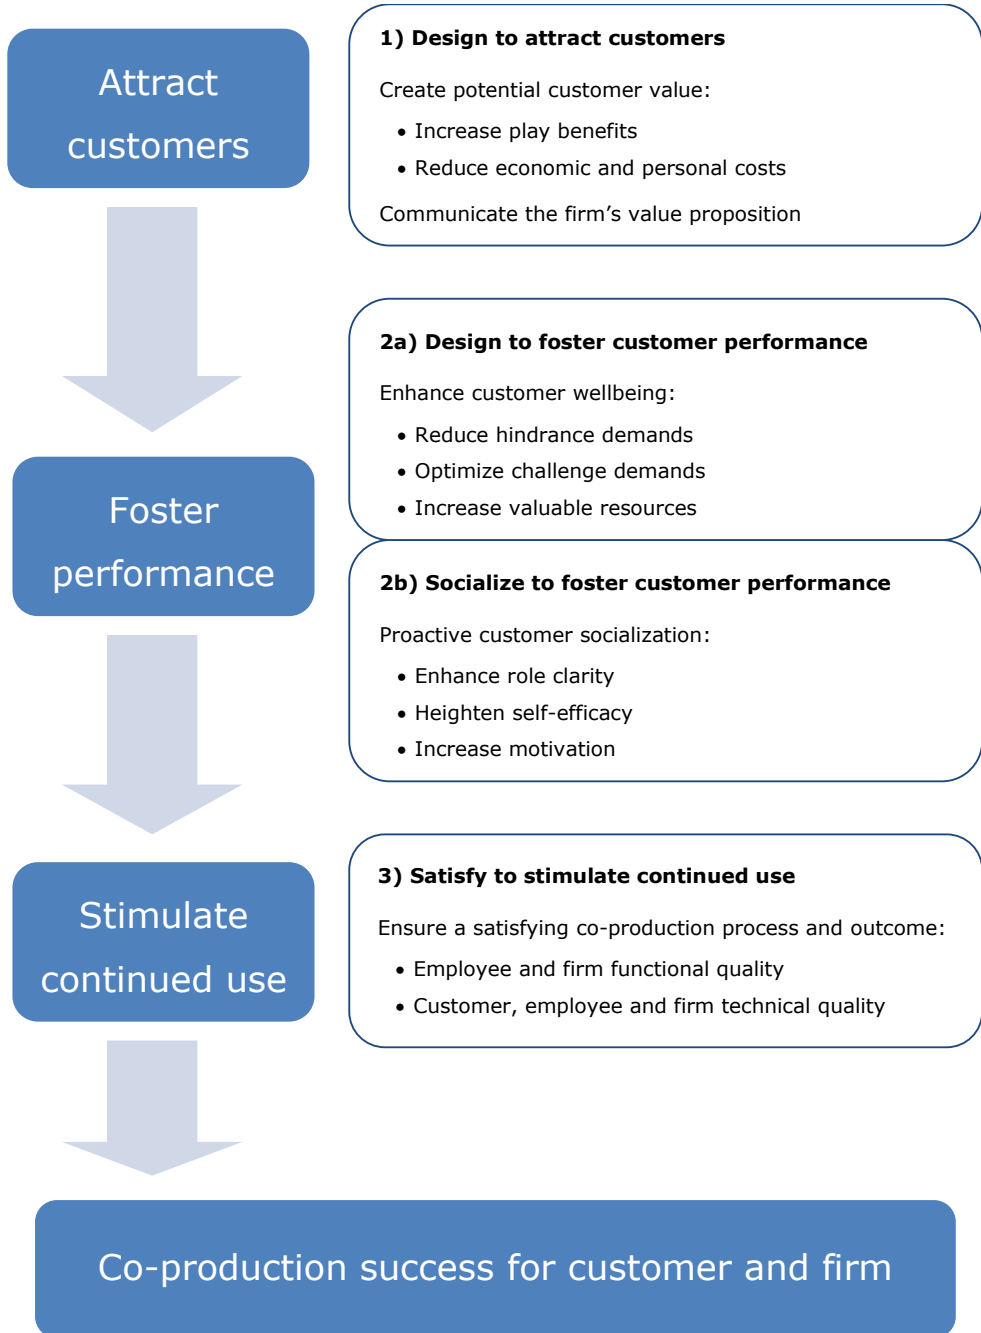 Attract
customers
1) Design to attract customers
Create potential customer value:
• Increase play benefits
• Reduce economic and personal costs
Communicate the firm’s value proposition
Foster
performance
2a) Design to foster customer performance
Enhance customer wellbeing:
• Reduce hindrance demands
• Optimize challenge demands
• Increase valuable resources
2b) Socialize to foster customer performance
Proactive customer socialization:
• Enhance role clarity
• Heighten self-efficacy
• Increase motivation
Stimulate
continued use
3) Satisfy to stimulate continued use
Ensure a satisfying co-production process and outcome:
• Employee and firm functional quality
• Customer, employee and firm technical quality
Co-production success for customer and firm